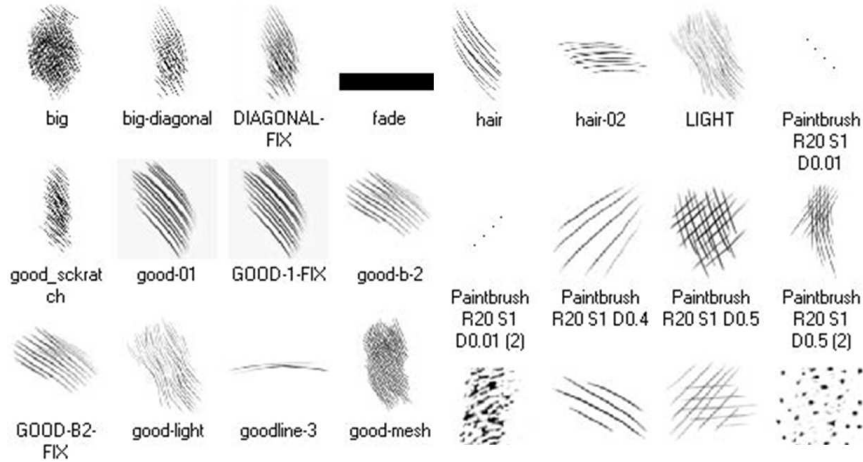 big
big-diagonal
DIAGONAL-
FIX
fade
hair
hair-02
LIGHT
Paintbrush
R20 S1
D0.01
good_sckrat
ch
good-01
GOOD-1-FIX
good-b-2
Paintbrush
R20 S1
D0.01 (2)
Paintbrush
R20 S1 D0.4
Paintbrush
R20 S1 D0.5
Paintbrush
R20 S1
D0.5 (2)
GOOD-B2-
FIX
good-light
goodline-3
good-mesh